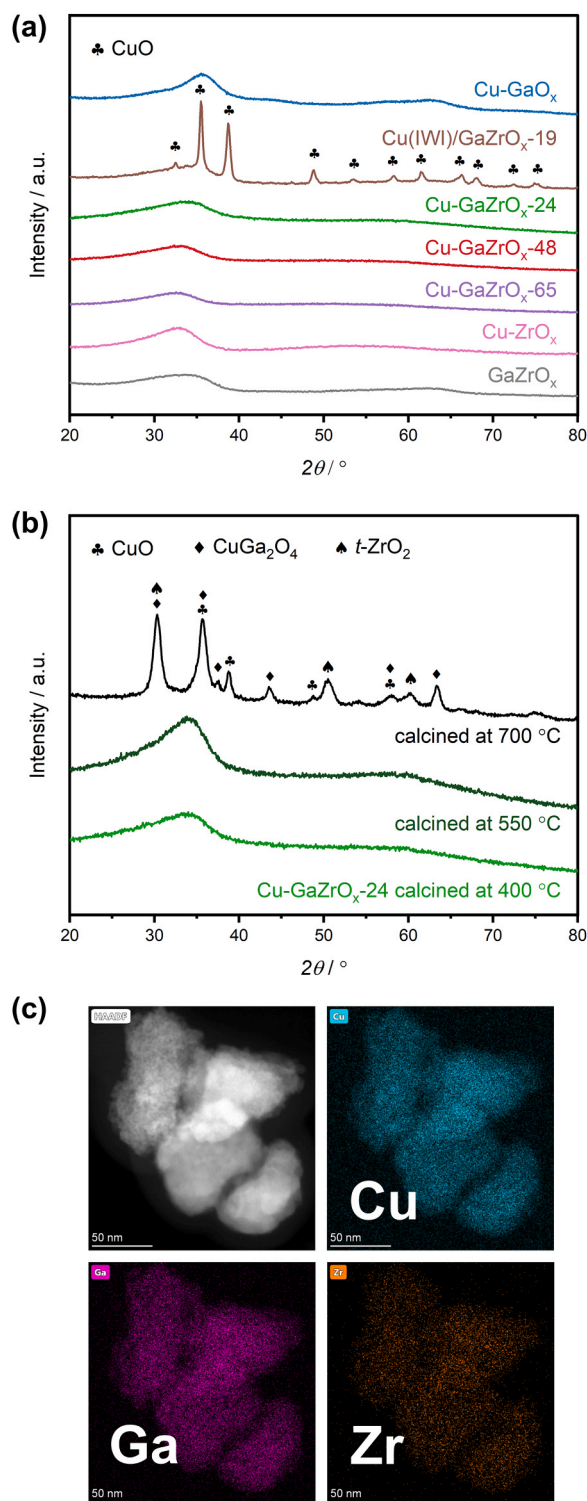 (a)
♣ CuO
Cu-GaOₓ
Cu(IWI)/GaZrOₓ-19
Cu-GaZrOₓ-24
Cu-GaZrOₓ-48
Cu-GaZrOₓ-65
Cu-ZrOₓ
GaZrOₓ
Intensity / a.u.
20 30 40 50 60 70 80
2θ / °
(b)
♣ CuO ♦ CuGa₂O₄ ♠ t-ZrO₂
calcined at 700 °C
calcined at 550 °C
Cu-GaZrOₓ-24 calcined at 400 °C
Intensity / a.u.
20 30 40 50 60 70 80
2θ / °
(c)
HAADF
50 nm
Cu
Cu
50 nm
Ga
Ga
50 nm
Zr
Zr
50 nm